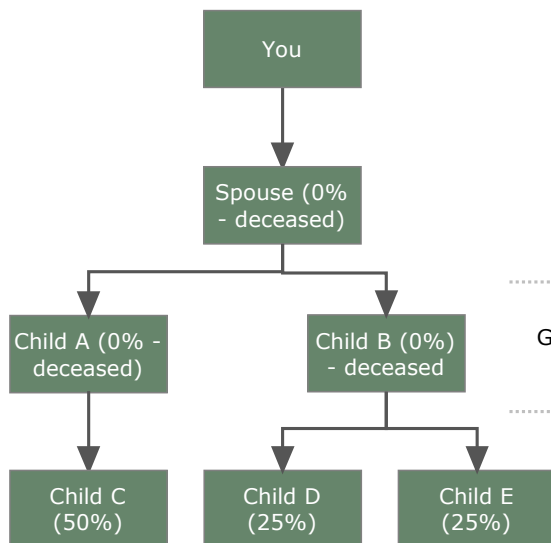 You
Spouse (0%
- deceased)
Child A (0% -
deceased)
Child B (0%)
- deceased
G
Child C
(50%)
Child D
(25%)
Child E
(25%)